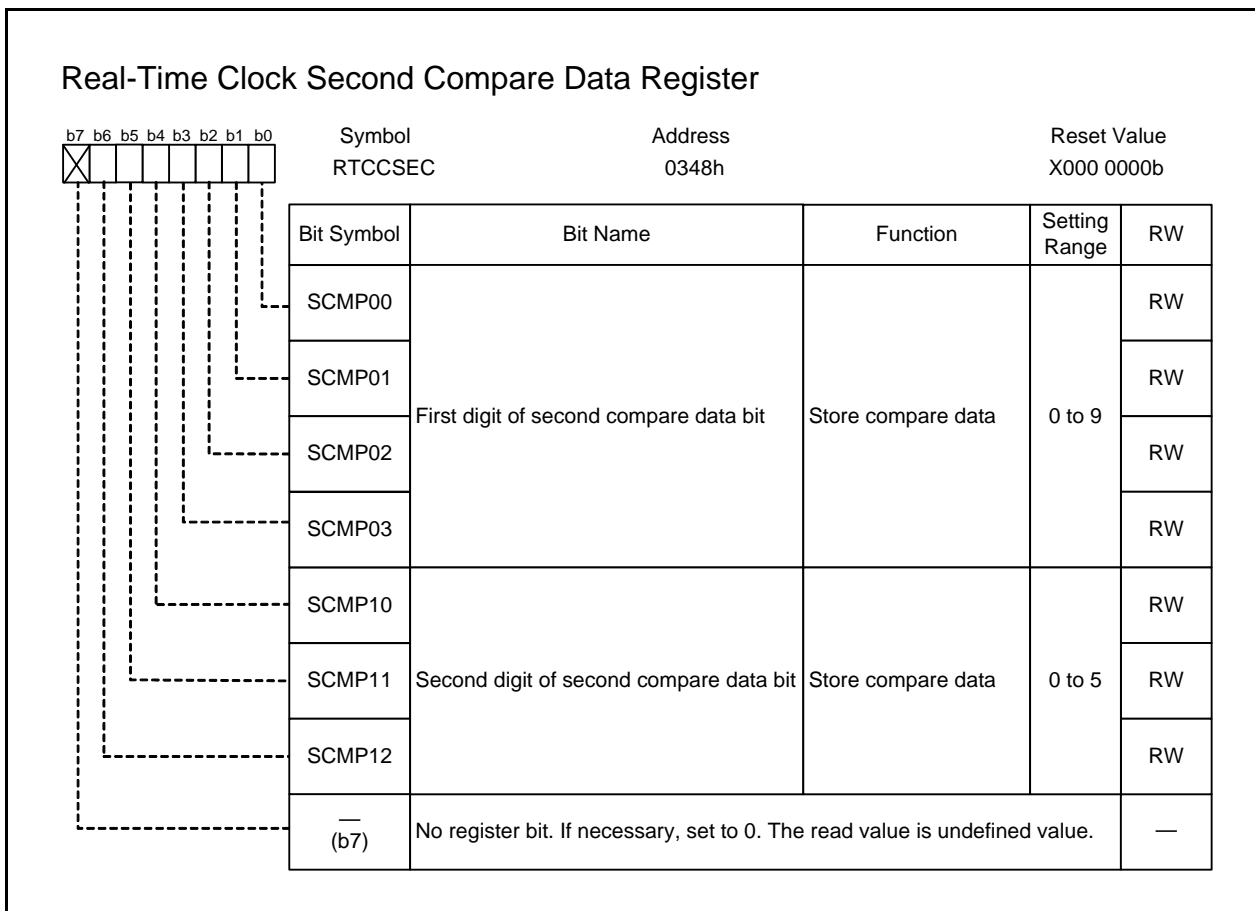 Real-Time Clock Second Compare Data Register
b7 b6 b5 b4 b3 b2 b1 b0
Symbol Address Reset Value
RTCCSEC 0348h X000 0000b
Bit Symbol Bit Name Function Setting Range RW
SCMP00 RW
SCMP01 RW
First digit of second compare data bit Store compare data 0 to 9
SCMP02 RW
SCMP03 RW
SCMP10 RW
SCMP11 Second digit of second compare data bit Store compare data 0 to 5 RW
SCMP12 RW
— (b7) No register bit. If necessary, set to 0. The read value is undefined value. —